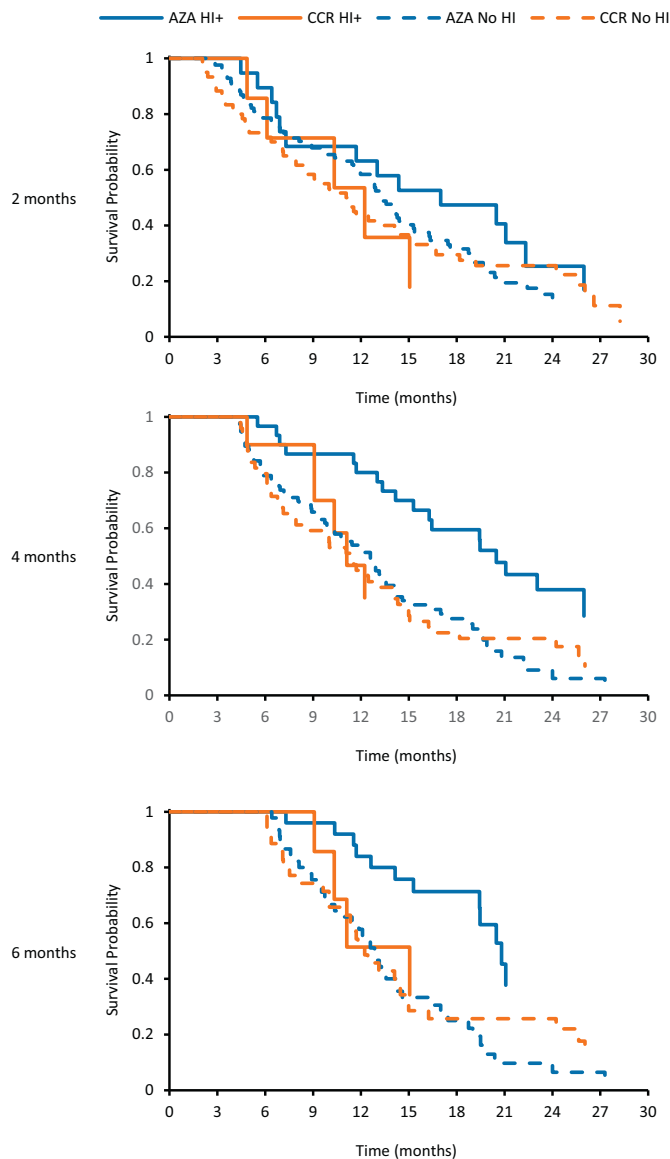 AZA HI+ CCR HI+ AZA No HI CCR No HI
2 months
Survival Probability
1
0.8
0.6
0.4
0.2
0
0 3 6 9 12 15 18 21 24 27 30
Time (months)
4 months
Survival Probability
1
0.8
0.6
0.4
0.2
0
0 3 6 9 12 15 18 21 24 27 30
Time (months)
6 months
Survival Probability
1
0.8
0.6
0.4
0.2
0
0 3 6 9 12 15 18 21 24 27 30
Time (months)